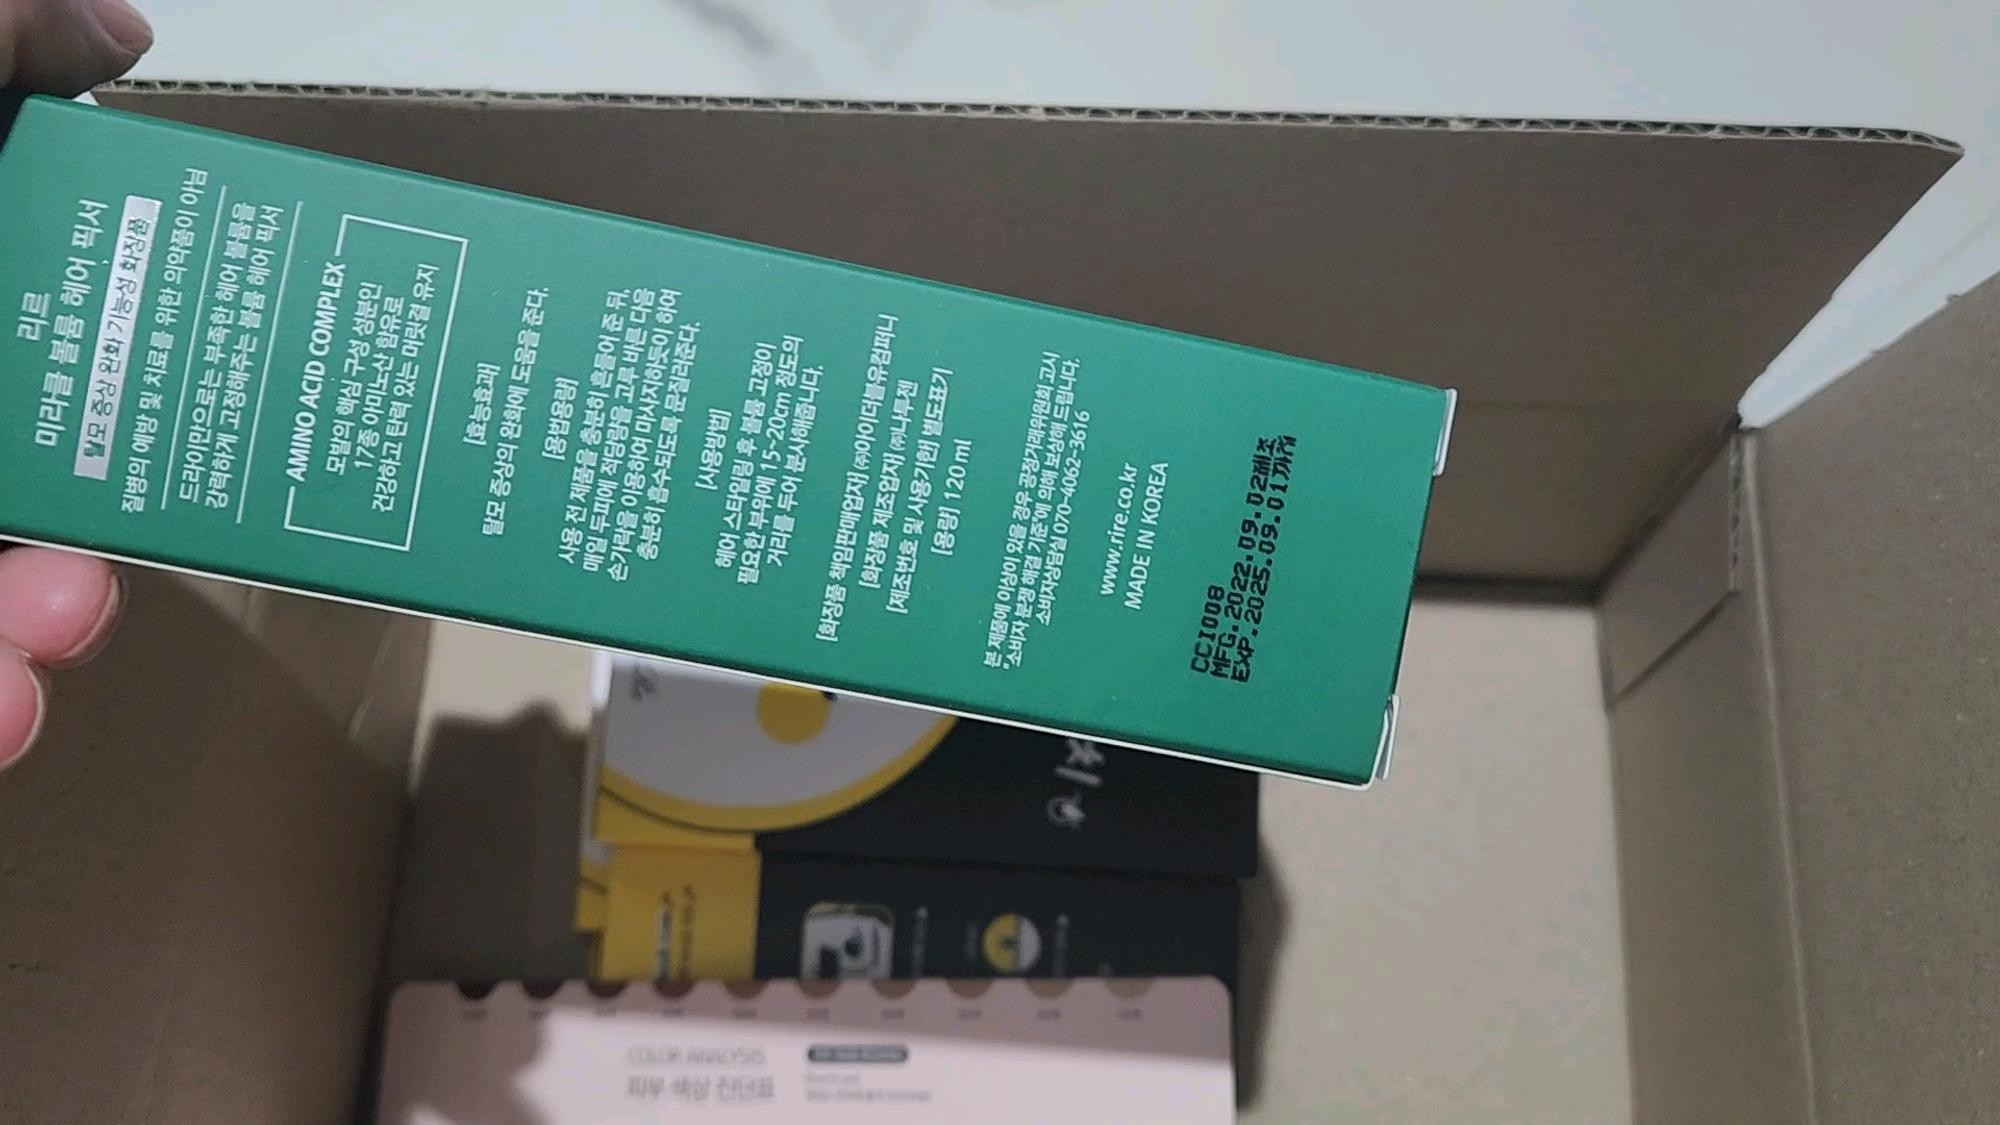 리르
미라클 볼륨 헤어 픽서
탈모 증상 완화 기능성 화장품
질병의 예방 및 치료를 위한 의약품이 아님
드라이만으로는 부족한 헤어 볼륨을
강력하게 고정해주는 볼륨 헤어 픽서
AMINO ACID COMPLEX
모발의 핵심 구성 성분인
17종 아미노산 함유로
건강하고 탄력 있는 머릿결 유지
[효능효과]
탈모 증상의 완화에 도움을 준다.
[용법용량]
사용 전 제품을 충분히 흔들어 준 뒤,
매일 두피에 적당량을 고루 바른 다음
손가락을 이용하여 마사지하듯이 하여
충분히 흡수되도록 문질러준다.
[사용방법]
헤어 스타일링 후 볼륨 고정이
필요한 부위에 15-20cm 정도의
거리를 두어 분사해줍니다.
[화장품 책임판매업자] ㈜아이더블유컴퍼니
[화장품 제조업자] ㈜나투젠
[제조번호 및 사용기한] 별도표기
[용량] 120 ml
본 제품에 이상이 있을 경우 공정거래위원회 고시
"소비자 분쟁 해결 기준"에 의해 보상해 드립니다.
소비자상담실 070-4062-3616
www.rire.co.kr
MADE IN KOREA
CCI008
MFG.2022.09.02제조
EXP.2025.09.01까지
COLOR ANALYSIS
피부 색상 진단표